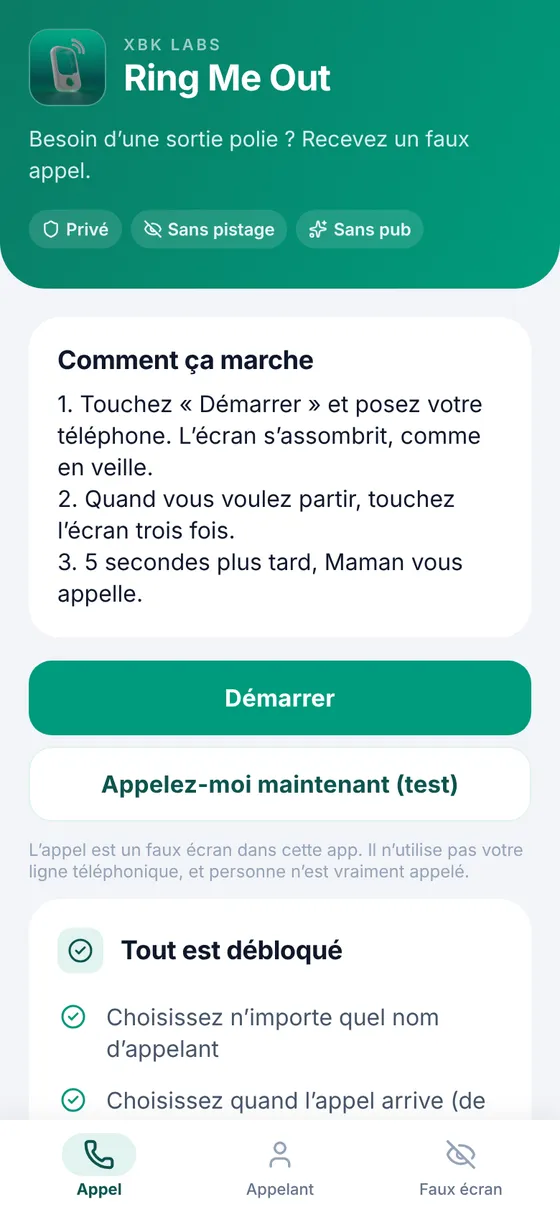 XBK LABS
Ring Me Out
Besoin d’une sortie polie ? Recevez un faux
appel.
Privé
Sans pistage
Sans pub
Comment ça marche
1. Touchez « Démarrer » et posez votre
téléphone. L’écran s’assombrit, comme
en veille.
2. Quand vous voulez partir, touchez
l’écran trois fois.
3. 5 secondes plus tard, Maman vous
appelle.
Démarrer
Appelez-moi maintenant (test)
L’appel est un faux écran dans cette app. Il n’utilise pas votre
ligne téléphonique, et personne n’est vraiment appelé.
Tout est débloqué
Choisissez n’importe quel nom
d’appelant
Choisissez quand l’appel arrive (de
Appel
Appelant
Faux écran